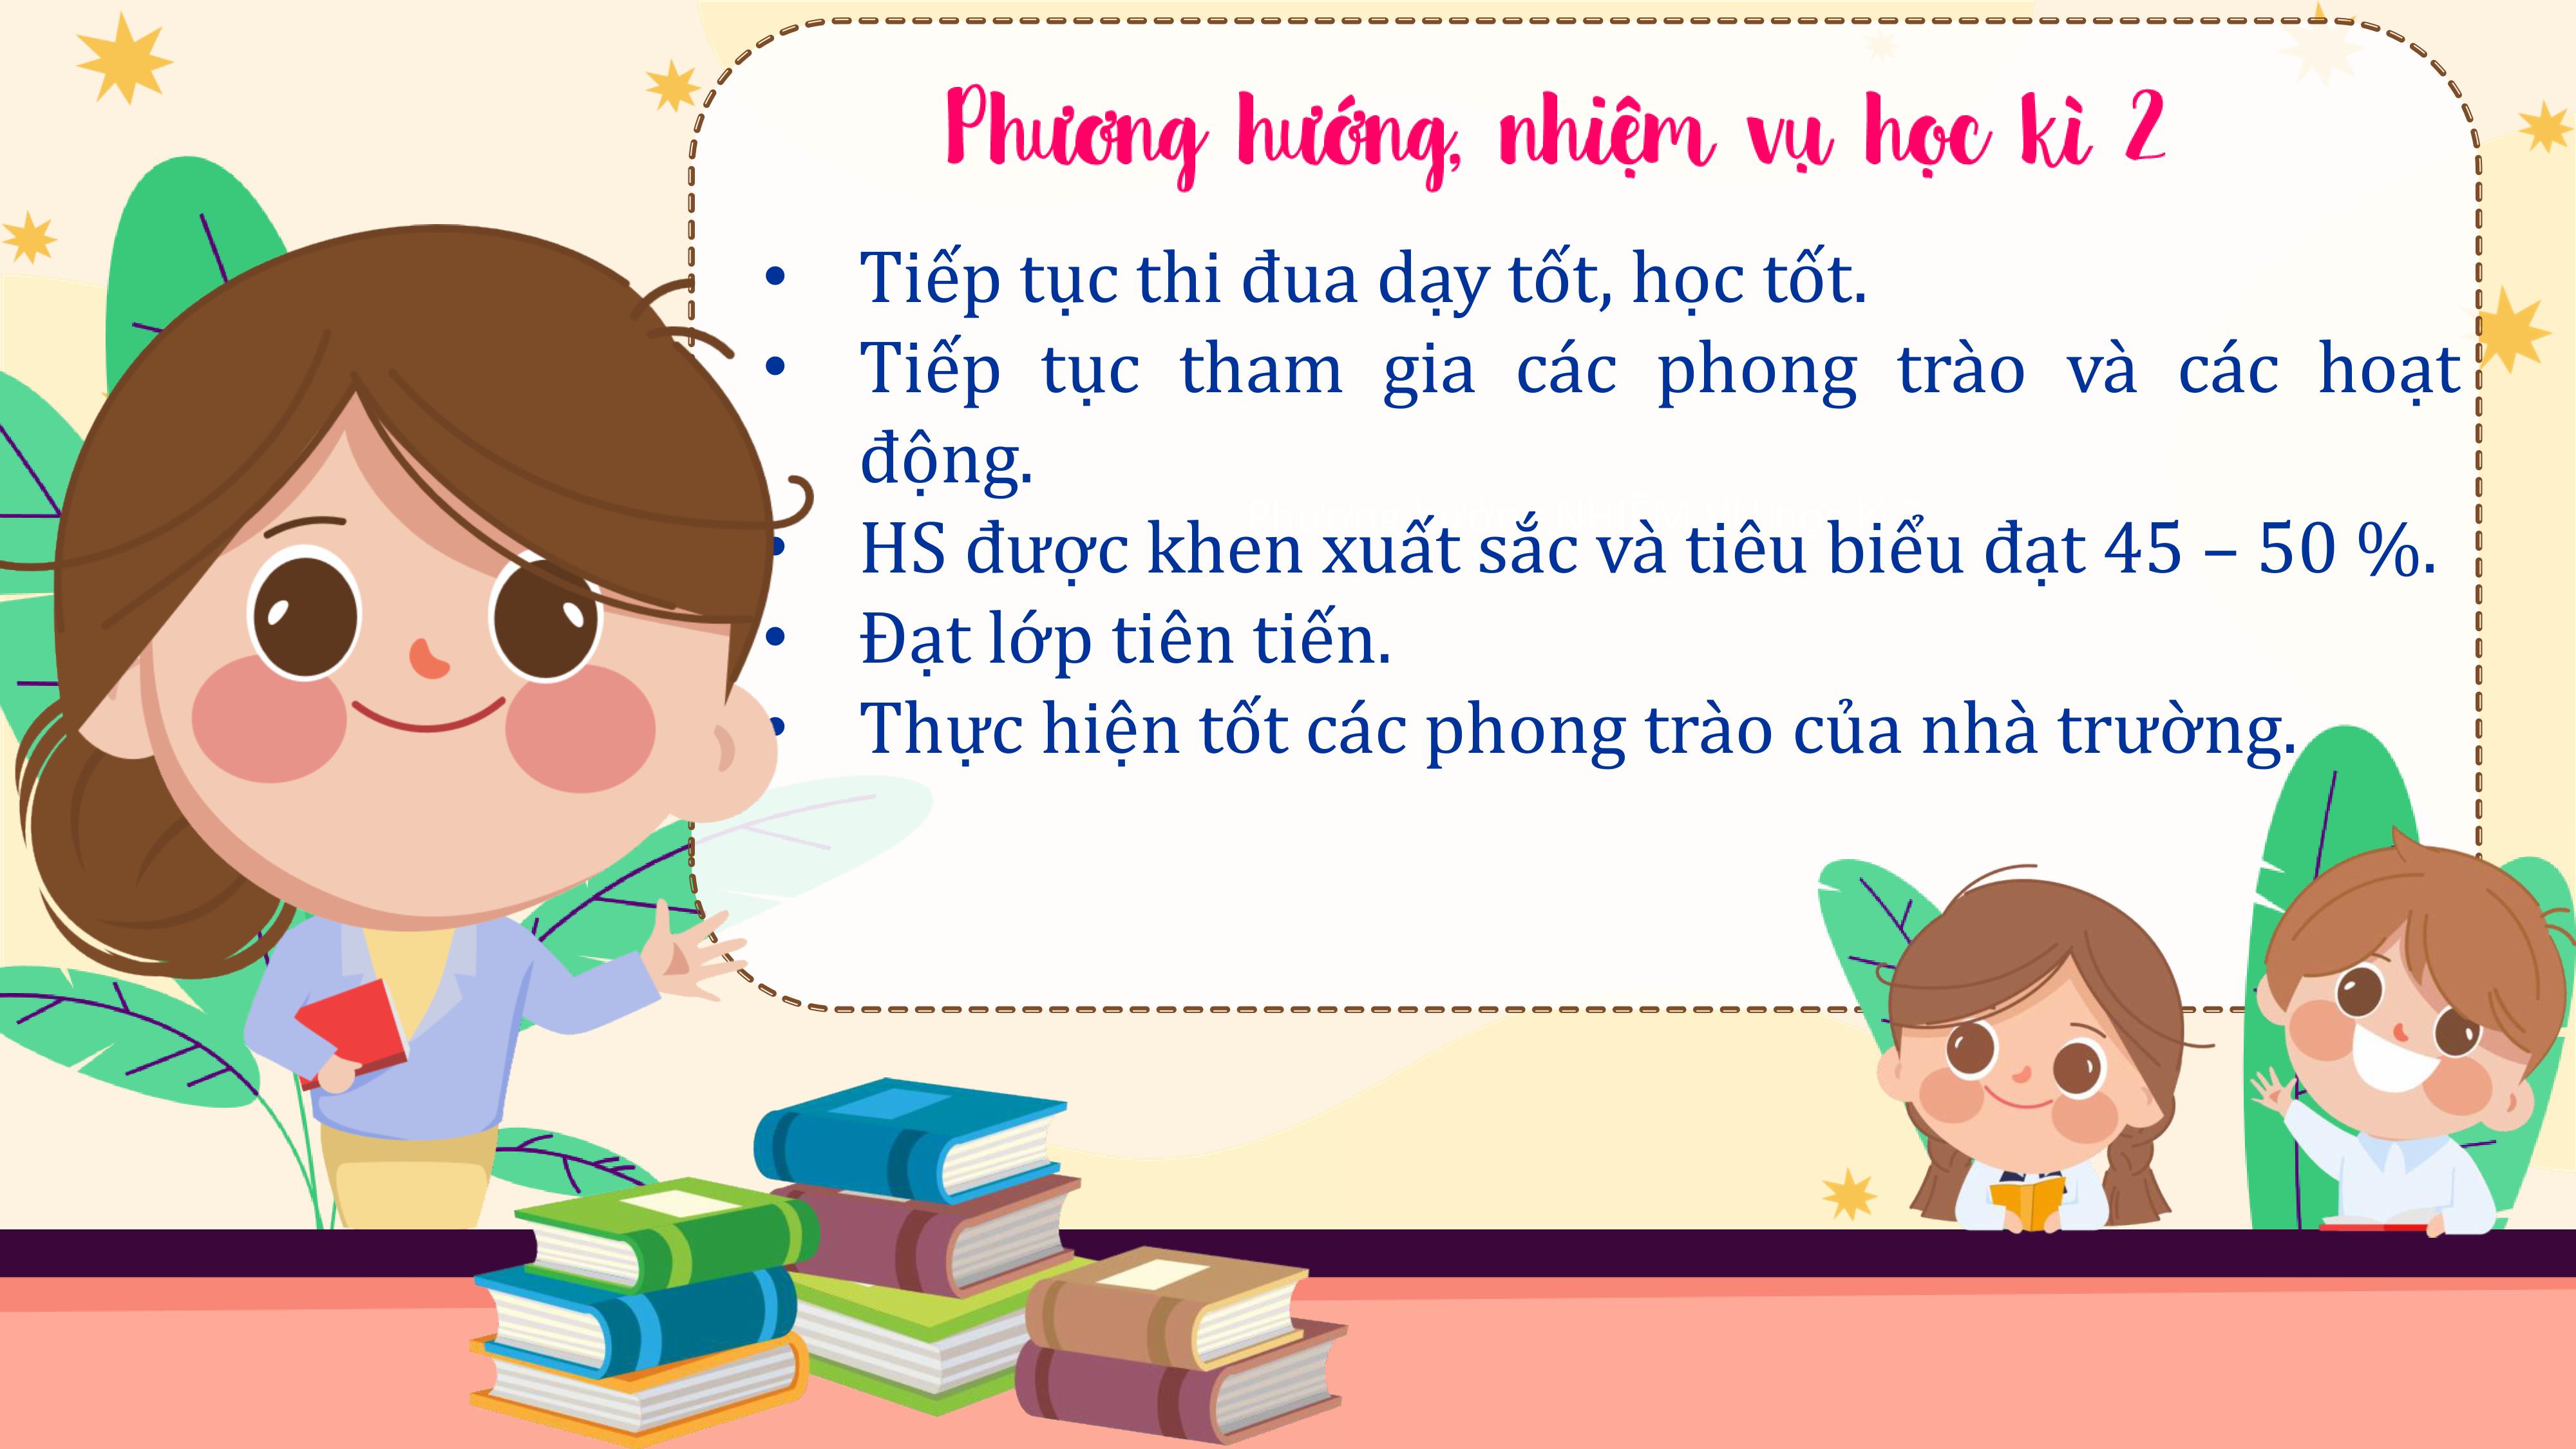 Phương hướng, nhiệm vụ học kì 2
• Tiếp tục thi đua dạy tốt, học tốt.
• Tiếp tục tham gia các phong trào và các hoạt
động.
• HS được khen xuất sắc và tiêu biểu đạt 45 – 50 %.
• Đạt lớp tiên tiến.
• Thực hiện tốt các phong trào của nhà trường.